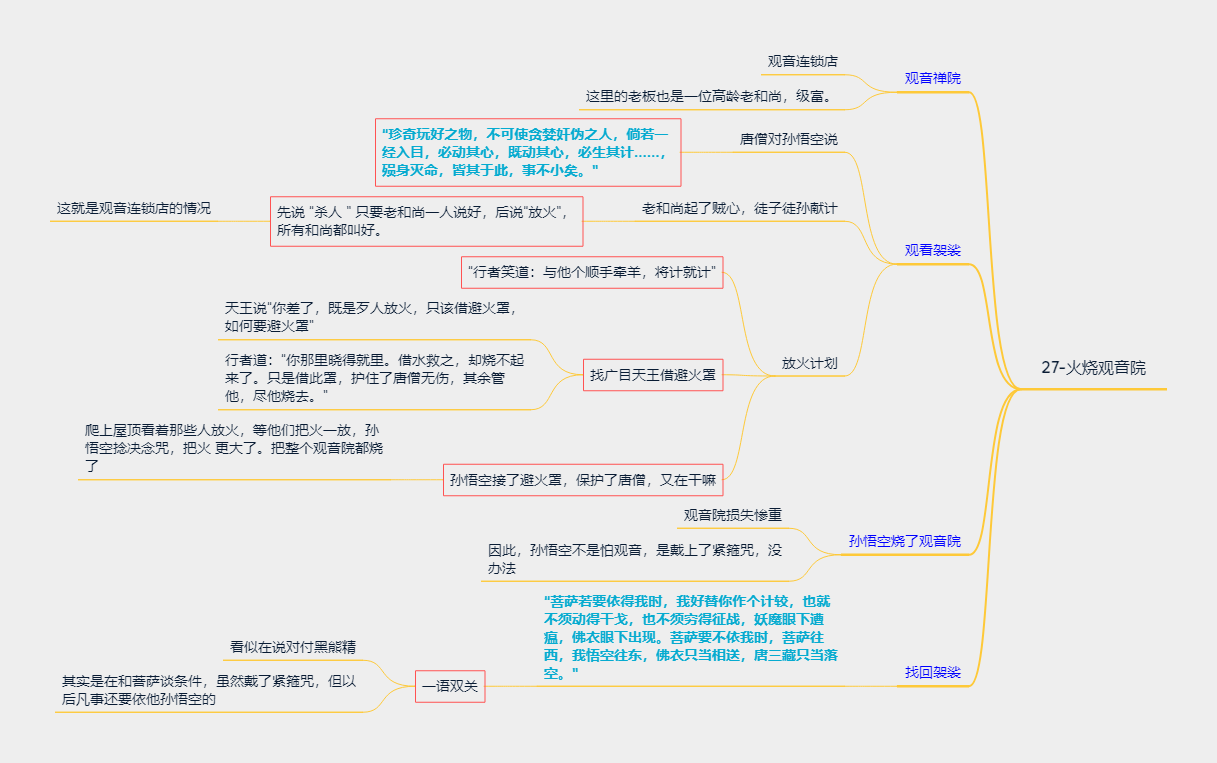 27-火烧观音院
观音禅院
观音连锁店
这里的老板也是一位高龄老和尚，级富。
观看袈裟
唐僧对孙悟空说
“珍奇玩好之物，不可使贪婪奸伪之人，倘若一
经入目，必动其心，既动其心，必生其计……，
殒身灭命，皆其于此，事不小矣。"
老和尚起了贼心，徒子徒孙献计
先说 "杀人 " 只要老和尚一人说好，后说"放火"，
所有和尚都叫好。
这就是观音连锁店的情况
放火计划
“行者笑道：与他个顺手牵羊，将计就计"
找广目天王借避火罩
天王说"你差了，既是歹人放火，只该借避火罩，
如何要避火罩"
行者道："你那里晓得就里。借水救之，却烧不起
来了。只是借此罩，护住了唐僧无伤，其余管
他，尽他烧去。"
孙悟空接了避火罩，保护了唐僧，又在干嘛
爬上屋顶看着那些人放火，等他们把火一放，孙
悟空捻决念咒，把火 更大了。把整个观音院都烧
了
孙悟空烧了观音院
观音院损失惨重
因此，孙悟空不是怕观音，是戴上了紧箍咒，没
办法
找回袈裟
“菩萨若要依得我时，我好替你作个计较，也就
不须动得干戈，也不须穷得征战，妖魔眼下遭
瘟，佛衣眼下出现。菩萨要不依我时，菩萨往
西，我悟空往东，佛衣只当相送，唐三藏只当落
空。"
一语双关
看似在说对付黑熊精
其实是在和菩萨谈条件，虽然戴了紧箍咒，但以
后凡事还要依他孙悟空的